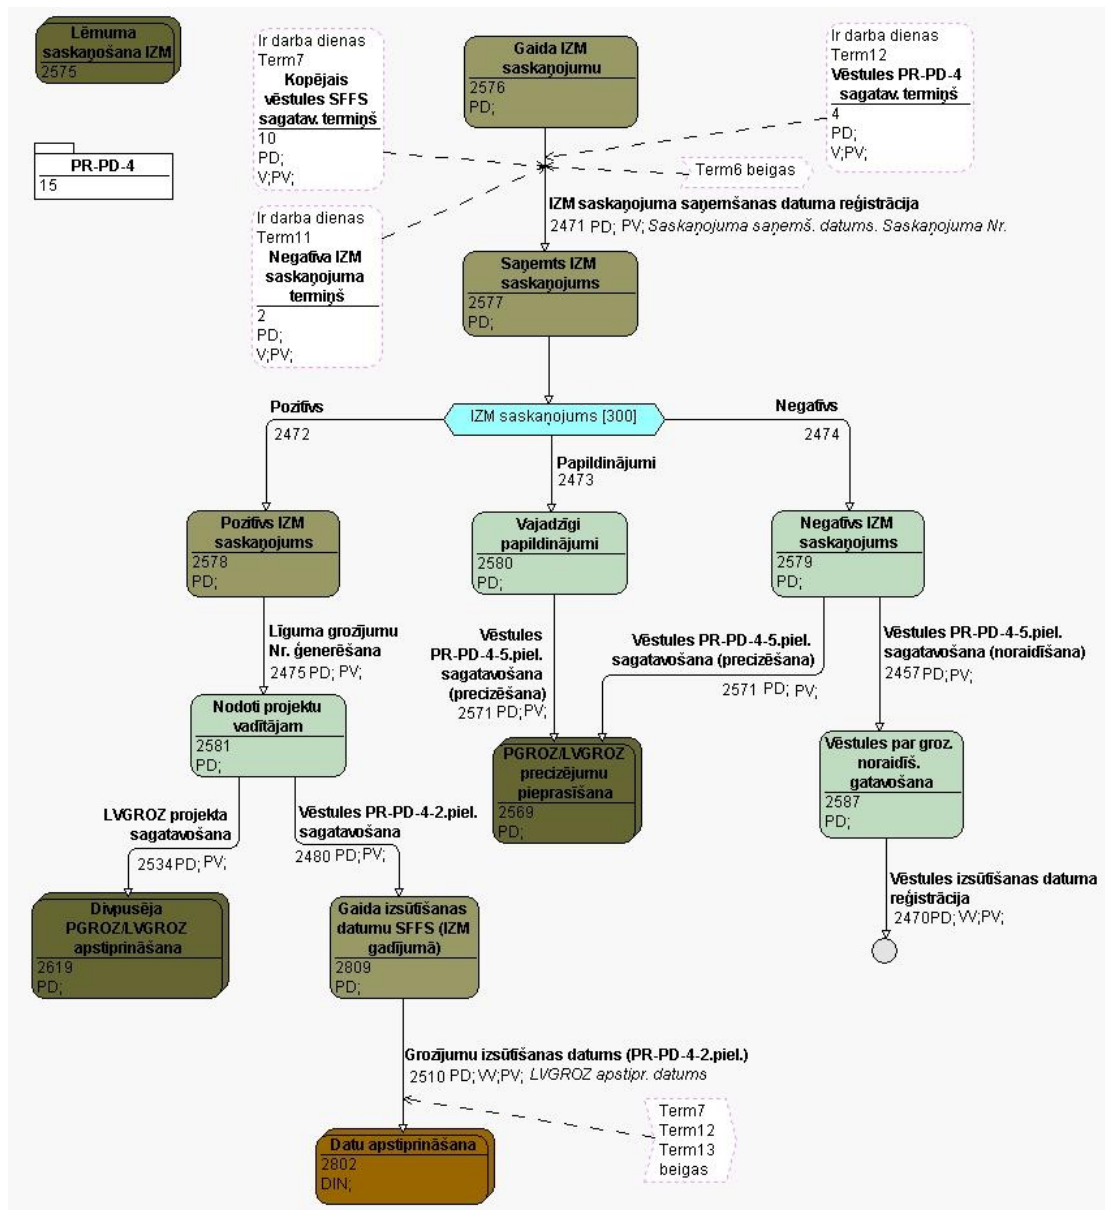 Lēmuma
saskaņošana IZM
2575
PR-PD-4
15
Ir darba dienas
Term7
Kopējais
vēstules SFFS
sagatav. termiņš
10
PD;
V;PV;
Gaida IZM
saskaņojumu
2576
PD;
Ir darba dienas
Term12
Vēstules PR-PD-4
sagatav. termiņš
4
PD;
V;PV;
Term6 beigas
Ir darba dienas
Term11
Negatīva IZM
saskaņojuma
termiņš
2
PD;
V;PV;
IZM saskaņojuma saņemšanas datuma reģistrācija
2471 PD; PV; Saskaņojuma saņemš. datums. Saskaņojuma Nr.
Saņemts IZM
saskaņojums
2577
PD;
IZM saskaņojums [300]
Pozitīvs
2472
Papildinājumi
2473
Negatīvs
2474
Pozitīvs IZM
saskaņojums
2578
PD;
Vajadzīgi
papildinājumi
2580
PD;
Negatīvs IZM
saskaņojums
2579
PD;
Līguma grozījumu
Nr. ģenerēšana
2475 PD; PV;
Vēstules
PR-PD-4-5.piel.
sagatavošana
(precizēšana)
2571 PD;PV;
Vēstules PR-PD-4-5.piel.
sagatavošana (precizēšana)
2571 PD; PV;
Vēstules PR-PD-4-5.piel.
sagatavošana (noraidīšana)
2457PD; PV;
Nodoti projektu
vadītājam
2581
PD;
PGROZ/LVGROZ
precizējumu
pieprasīšana
2569
PD;
Vēstules par groz.
noraidīš.
gatavošana
2587
PD;
LVGROZ projekta
sagatavošana
2534PD; PV;
Vēstules PR-PD-4-2.piel.
sagatavošana
2480 PD;PV;
Vēstules izsūtīšanas datuma
reģistrācija
2470PD; VV;PV;
Divpusēja
PGROZ/LVGROZ
apstiprināšana
2619
PD;
Gaida izsūtīšanas
datumu SFFS (IZM
gadījumā)
2809
PD;
Grozījumu izsūtīšanas datums (PR-PD-4-2.piel.)
2510 PD; VV;PV; LVGROZ apstipr. datums
Term7
Term12
Term13
beigas
Datu apstiprināšana
2802
DIN;